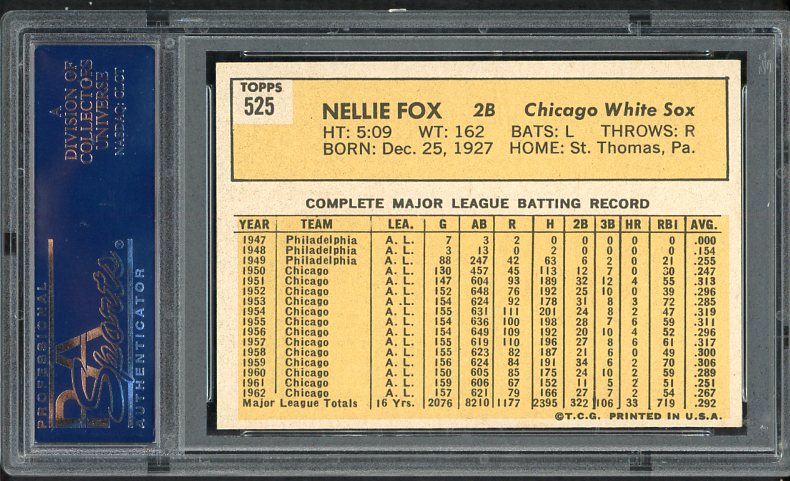 A
DIVISION OF
COLLECTORS
UNIVERSE
NASDAQ: CLCT
PROFESSIONAL
PSA
Sports®
AUTHENTICATOR
TOPPS
525
NELLIE FOX 2B Chicago White Sox
HT: 5:09 WT: 162 BATS: L THROWS: R
BORN: Dec. 25, 1927 HOME: St. Thomas, Pa.
COMPLETE MAJOR LEAGUE BATTING RECORD
YEAR TEAM LEA. G AB R H 2B 3B HR RBI AVG.
1947 Philadelphia A. L. 7 3 2 0 0 0 0 0 .000
1948 Philadelphia A. L. 3 13 0 2 0 0 0 0 .154
1949 Philadelphia A. L. 88 247 42 63 6 2 0 21 .255
1950 Chicago A. L. 130 457 45 113 12 7 0 30 .247
1951 Chicago A. L. 147 604 93 189 32 12 4 55 .313
1952 Chicago A. L. 152 648 76 192 25 10 0 39 .296
1953 Chicago A. L. 154 624 92 178 31 8 3 72 .285
1954 Chicago A. L. 155 631 111 201 24 8 2 47 .319
1955 Chicago A. L. 154 636 100 198 28 7 6 59 .311
1956 Chicago A. L. 154 649 109 192 20 10 4 52 .296
1957 Chicago A. L. 155 619 110 196 27 8 6 61 .317
1958 Chicago A. L. 155 623 82 187 21 6 0 49 .300
1959 Chicago A. L. 156 624 84 191 34 6 2 70 .306
1960 Chicago A. L. 150 605 85 175 24 10 2 59 .289
1961 Chicago A. L. 159 606 67 152 11 5 2 51 .251
1962 Chicago A. L. 157 621 79 166 27 7 2 54 .267
Major League Totals 16 Yrs. 2076 8210 1177 2395 322 106 33 719 .292
©T.C.G. PRINTED IN U.S.A.